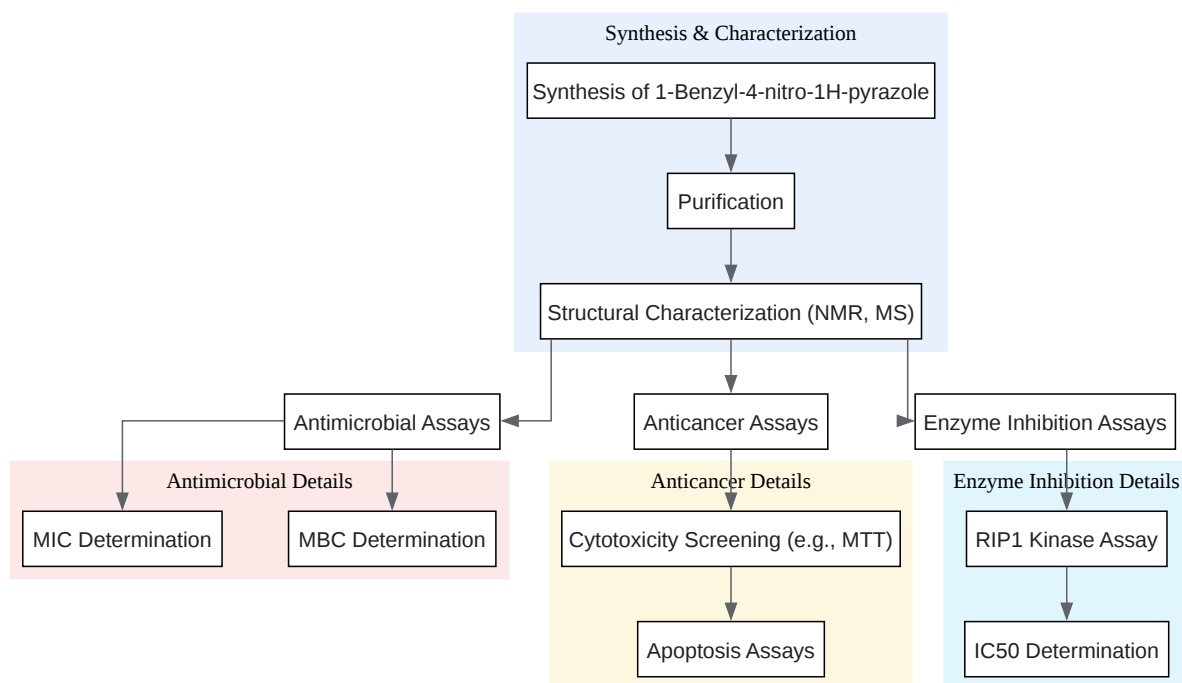 Synthesis & Characterization
Synthesis of 1-Benzyl-4-nitro-1H-pyrazole
Purification
Structural Characterization (NMR, MS)
Antimicrobial Assays
Anticancer Assays
Enzyme Inhibition Assays
Antimicrobial Details
Anticancer Details
Enzyme Inhibition Details
MIC Determination
MBC Determination
Cytotoxicity Screening (e.g., MTT)
RIP1 Kinase Assay
Apoptosis Assays
IC50 Determination